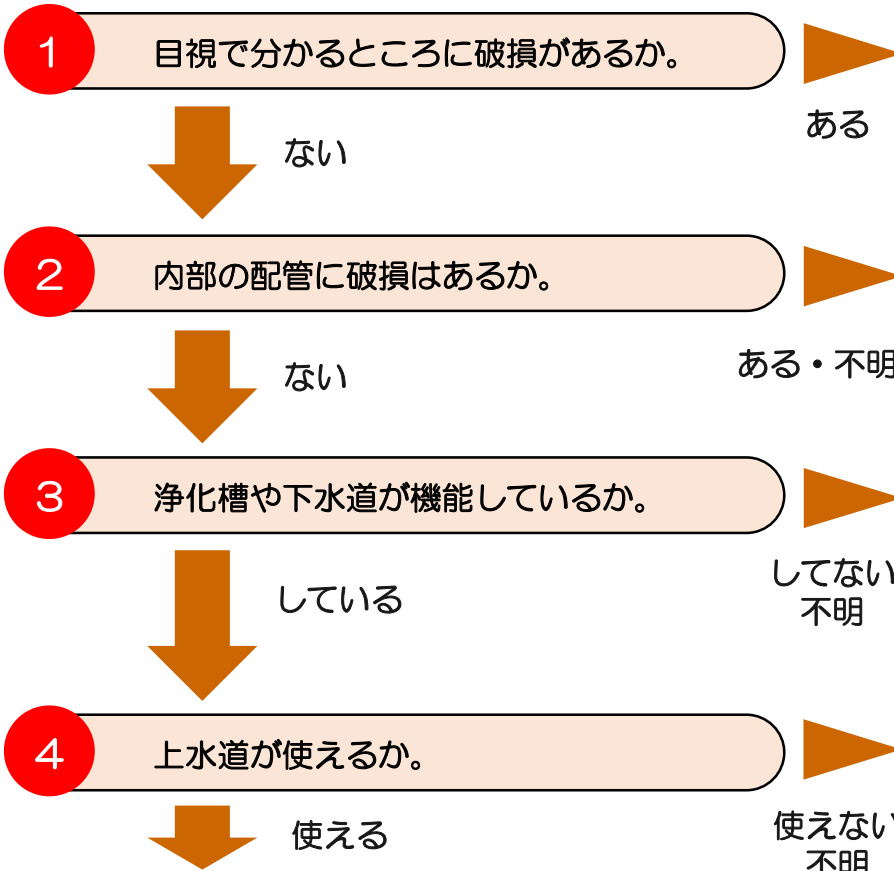 1 目視で分かるところに破損があるか。
ある
ない
2 内部の配管に破損はあるか。
ある・不明
ない
3 浄化槽や下水道が機能しているか。
してない
不明
している
4 上水道が使えるか。
使えない
不明
使える